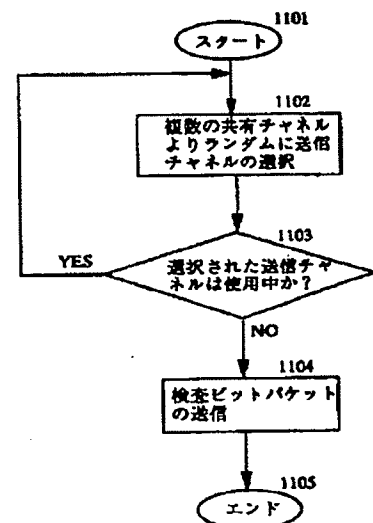 1101
スタート
1102
複数の共有チャネル
よりランダムに送信
チャネルの選択
1103
選択された送信チャ
ネルは使用中か?
YES
NO
1104
検査ビットパケット
の送信
1105
エンド